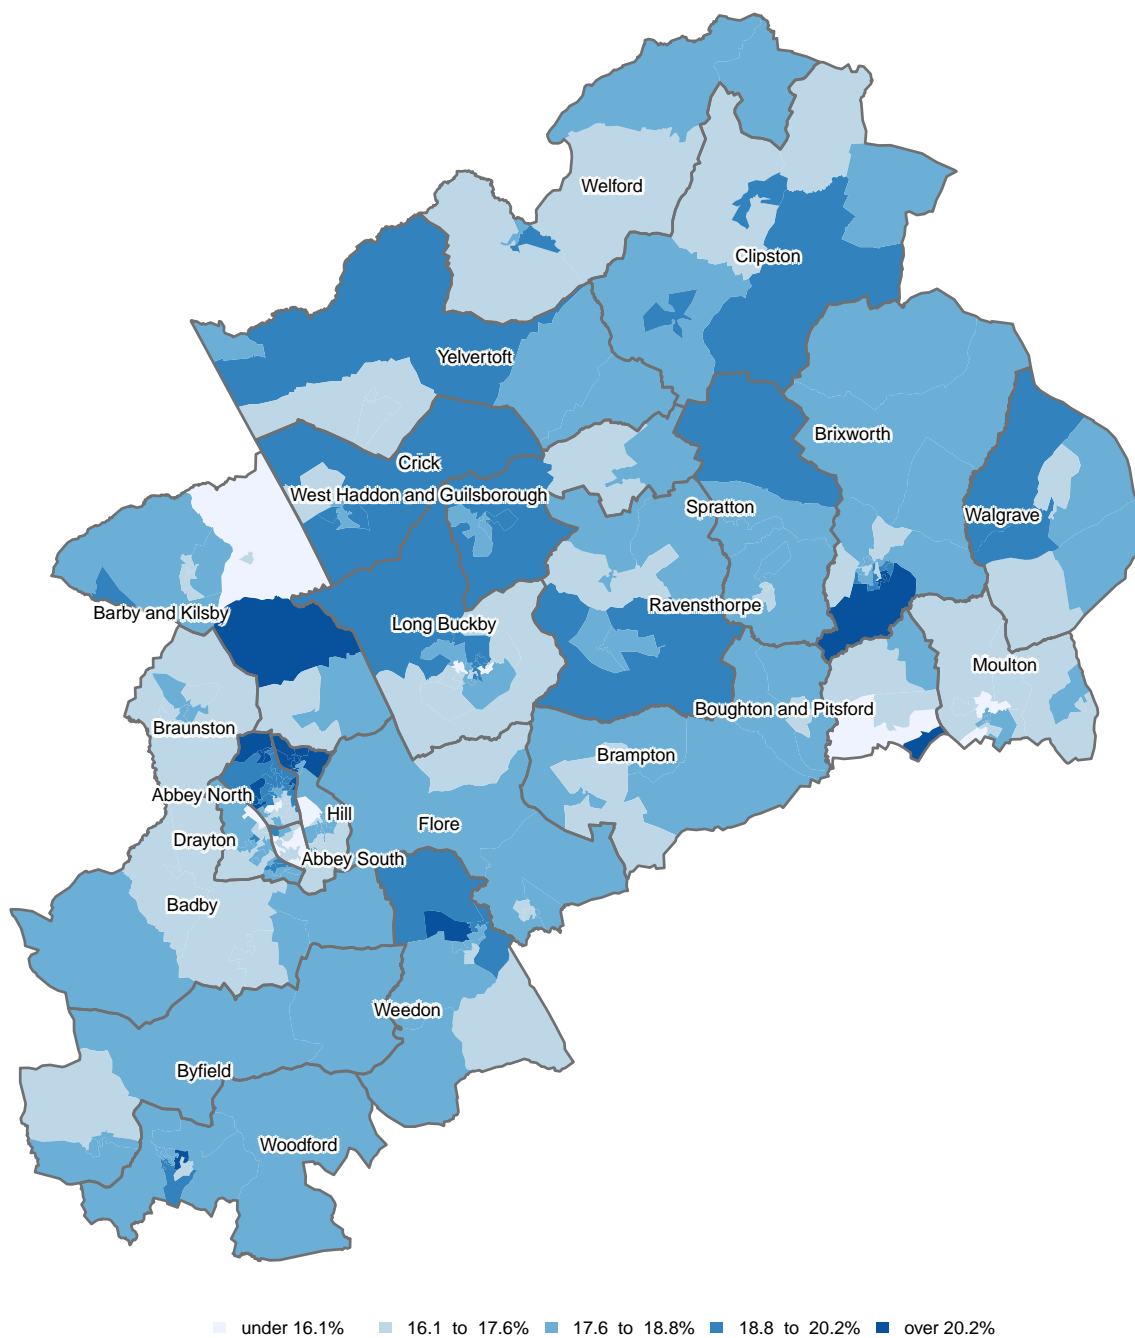 Welford
Clipston
Yelvertoft
Brixworth
Crick
West Haddon and Guilsborough
Spratton
Walgrave
Ravensthorpe
Barby and Kilsby
Long Buckby
Moulton
Boughton and Pitsford
Braunston
Brampton
Abbey North
Hill
Flore
Drayton
Abbey South
Badby
Weedon
Byfield
Woodford
under 16.1% 16.1 to 17.6% 17.6 to 18.8% 18.8 to 20.2% over 20.2%